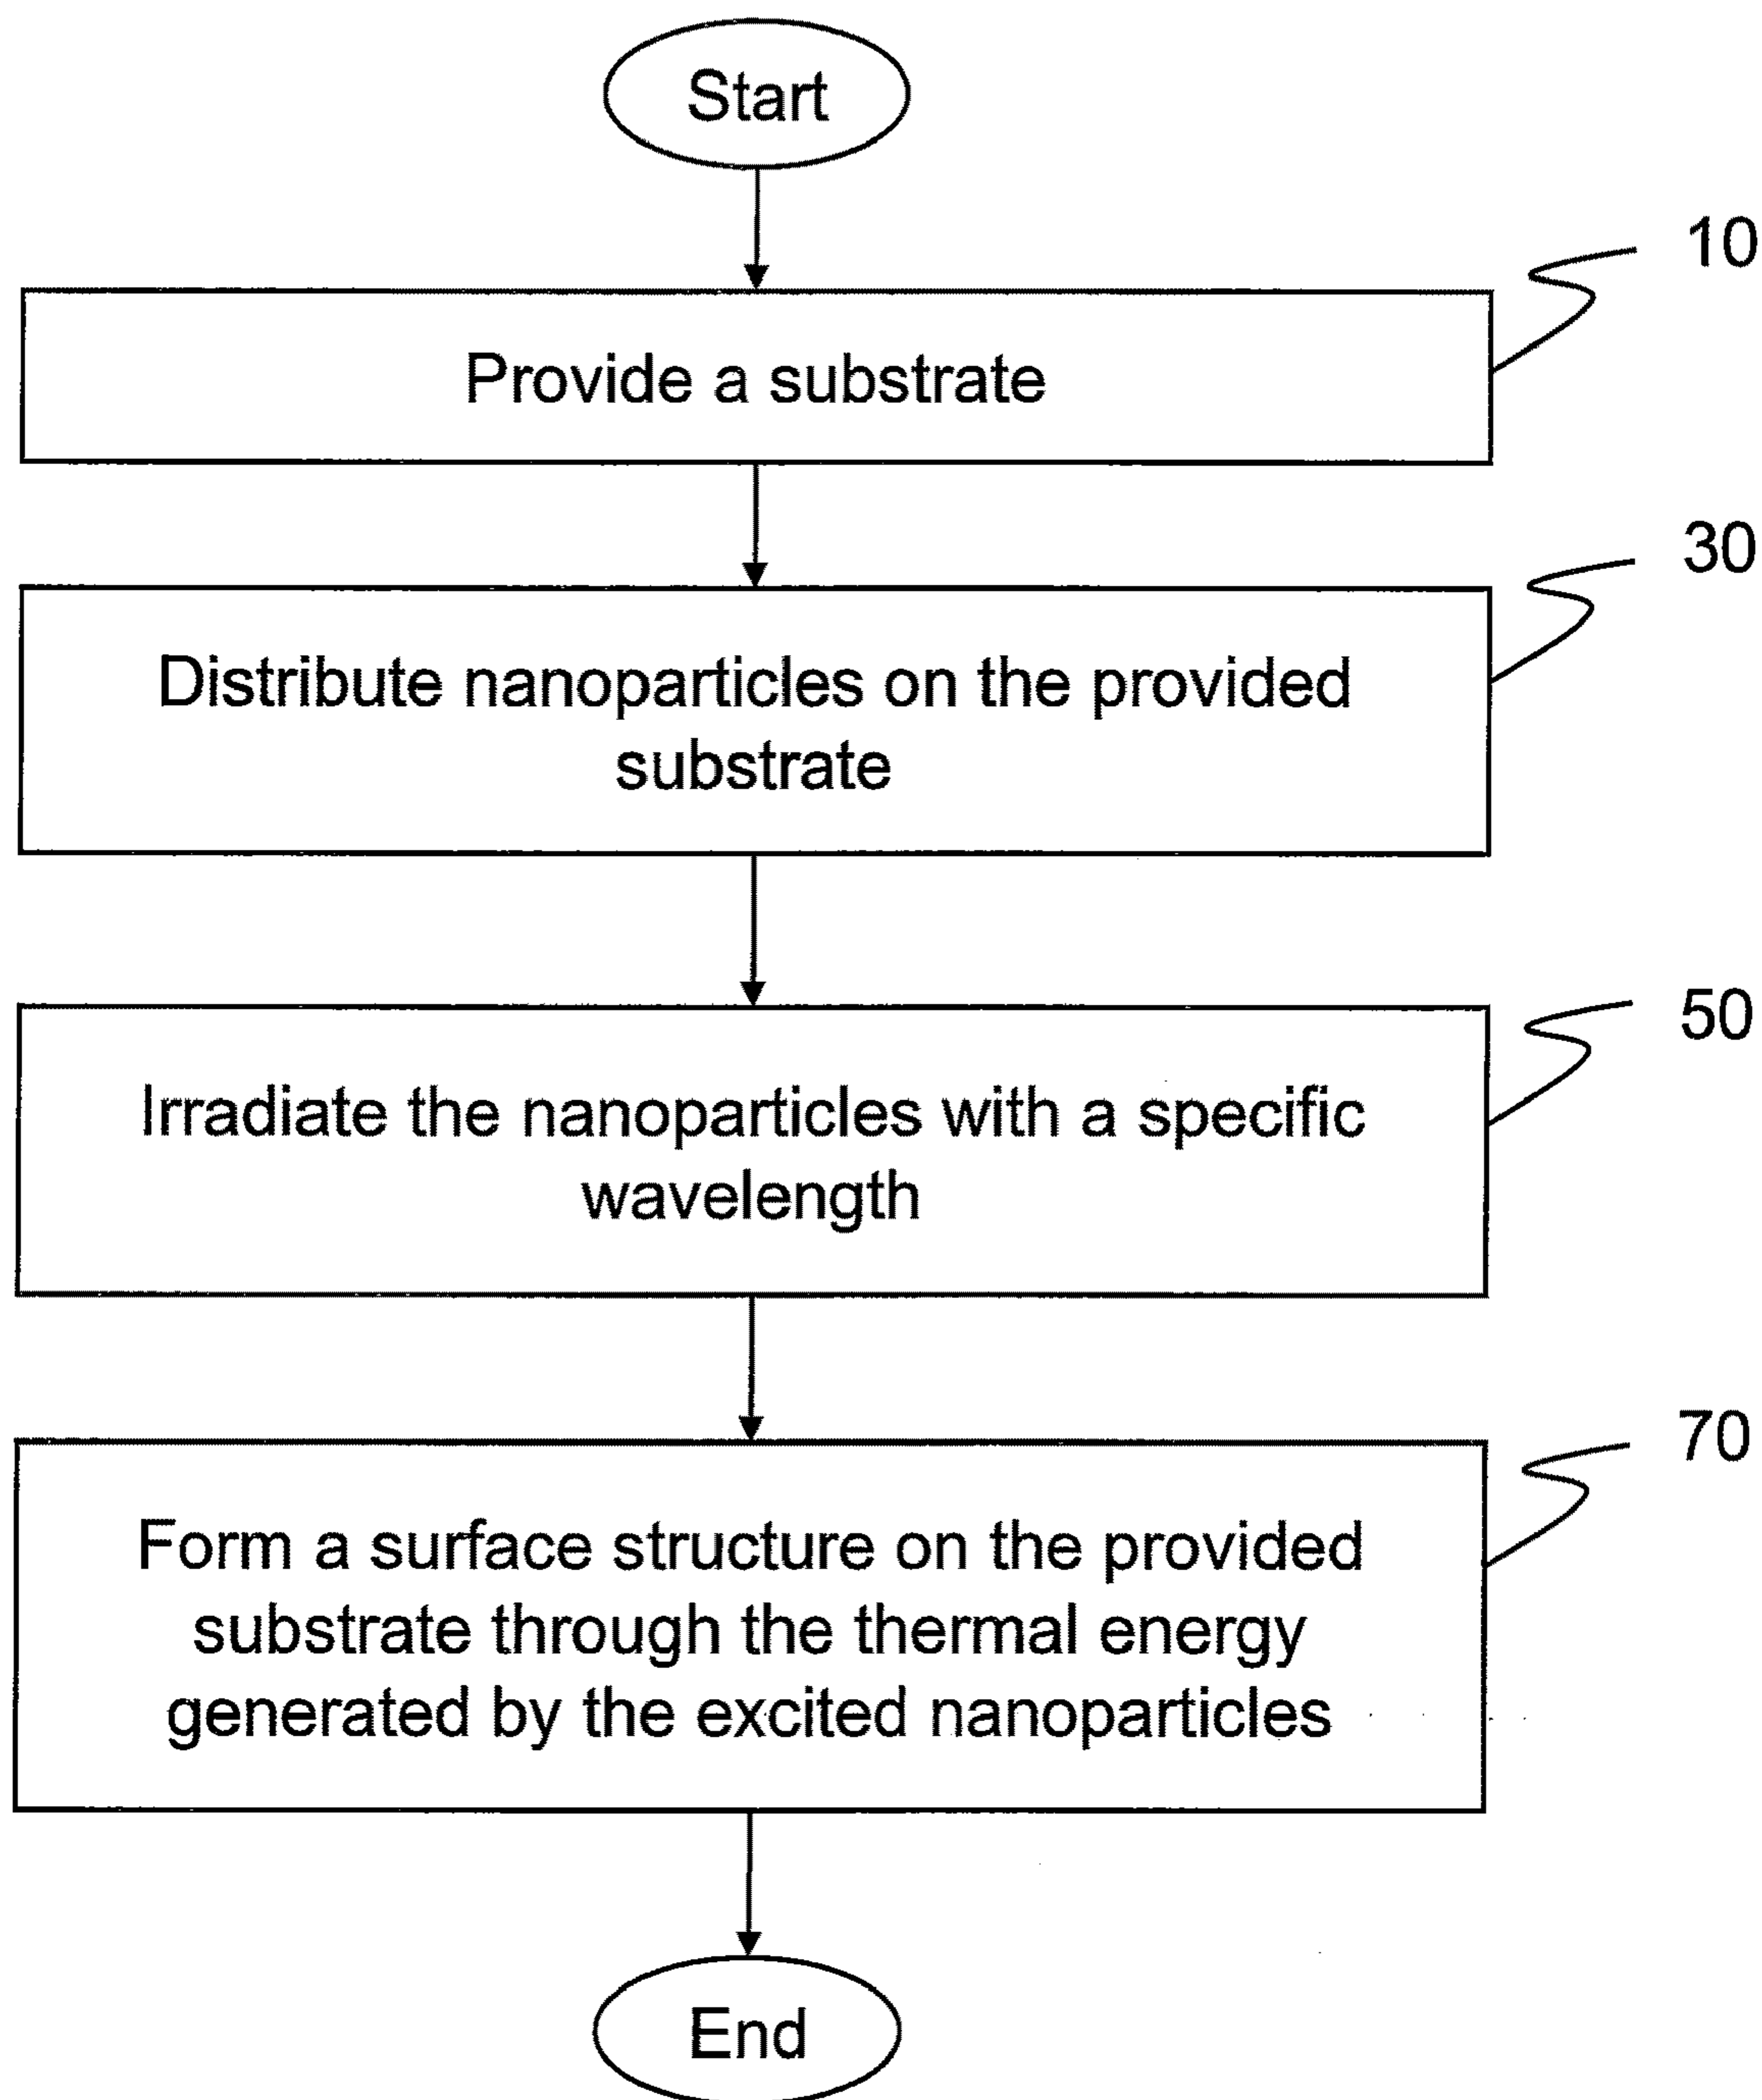 Start
10
Provide a substrate
30
Distribute nanoparticles on the provided
substrate
50
Irradiate the nanoparticles with a specific
wavelength
70
Form a surface structure on the provided
substrate through the thermal energy
generated by the excited nanoparticles
End